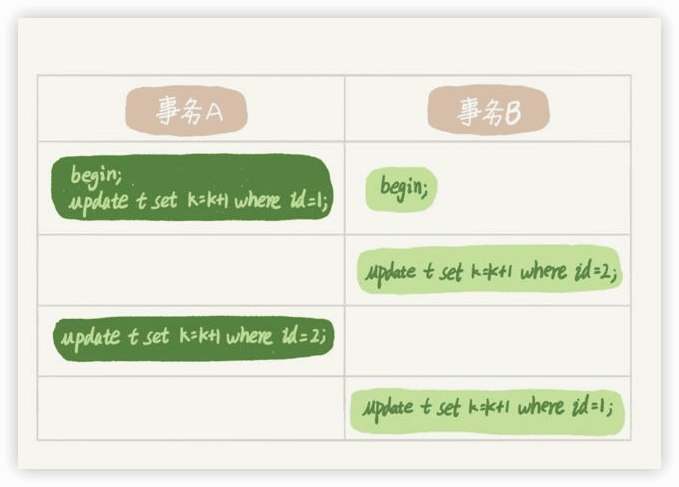 事务A
事务B
begin;
update t set k=k+1 where id=1;
begin;
update t set k=k+1 where id=2;
update t set k=k+1 where id=2;
update t set k=k+1 where id=1;